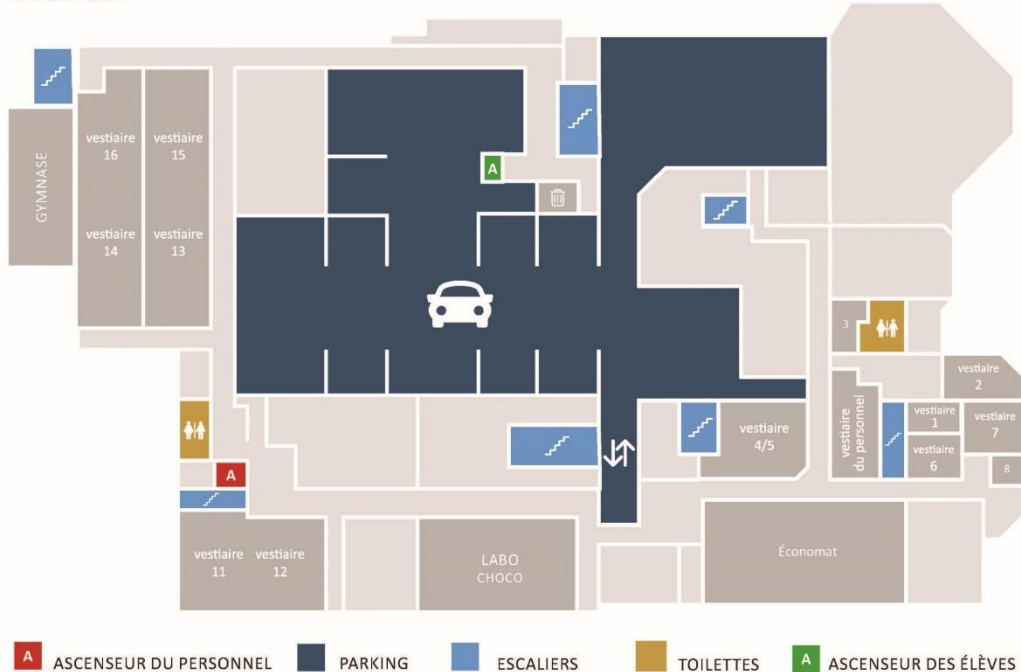 vestiaire
16
vestiaire
15
GYMNASE
A
vestiaire
14
vestiaire
13
3
vestiaire
2
vestiaire
1
vestiaire
7
vestiaire
du personnel
vestiaire
4/5
vestiaire
6
8
A
vestiaire
11
vestiaire
12
LABO
CHOCO
Économat
A ASCENSEUR DU PERSONNEL
PARKING
ESCALIERS
TOILETTES
A ASCENSEUR DES ÉLÈVES